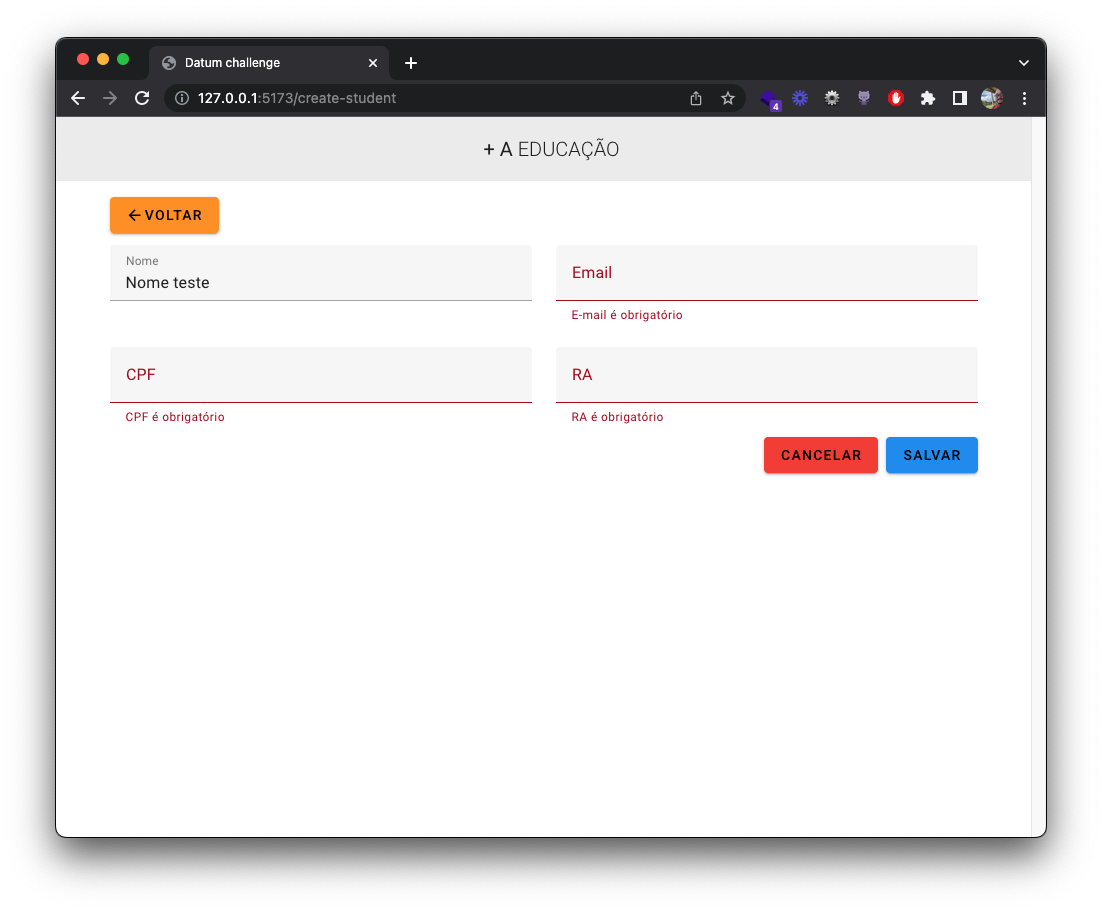 Datum challenge
127.0.0.1:5173/create-student
4
+ A EDUCAÇÃO
VOLTAR
Nome
Nome teste
Email
E-mail é obrigatório
CPF
RA
CPF é obrigatório
RA é obrigatório
CANCELAR
SALVAR